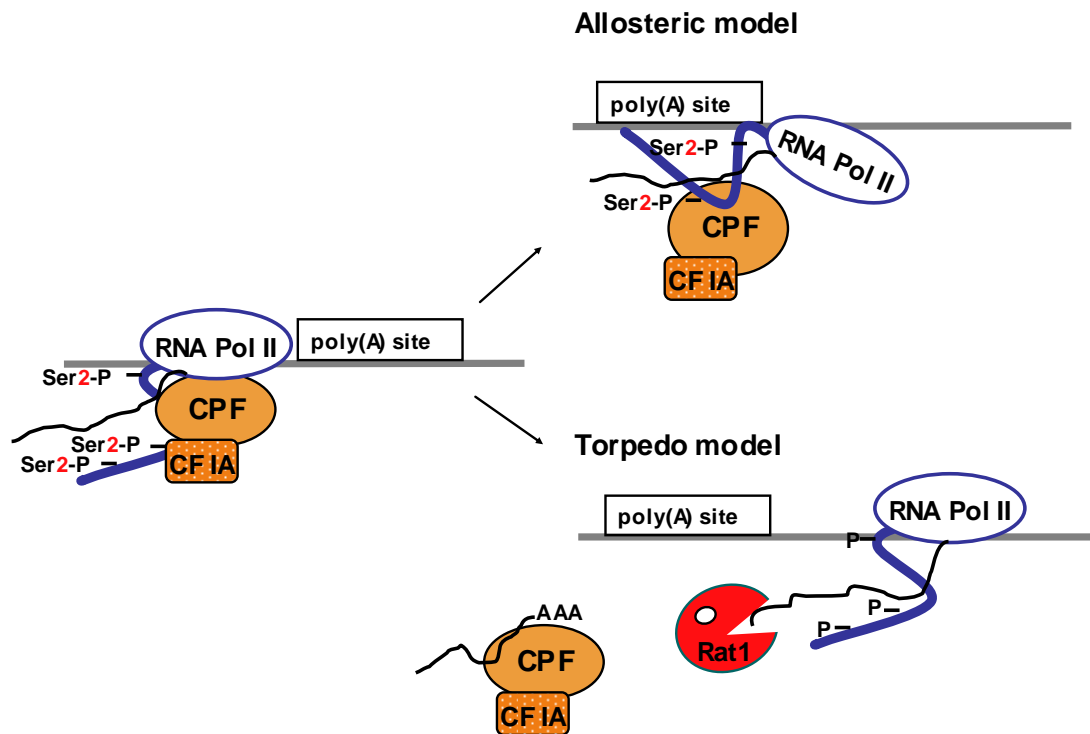 Allosteric model
poly(A) site
Ser2-P
RNA Pol II
Ser2-P
CPF
CF IA
RNA Pol II
poly(A) site
Ser2-P
CPF
Ser2-P
Ser2-P
CF IA
Torpedo model
poly(A) site
RNA Pol II
P
P
P
Rat1
AAA
CPF
CF IA